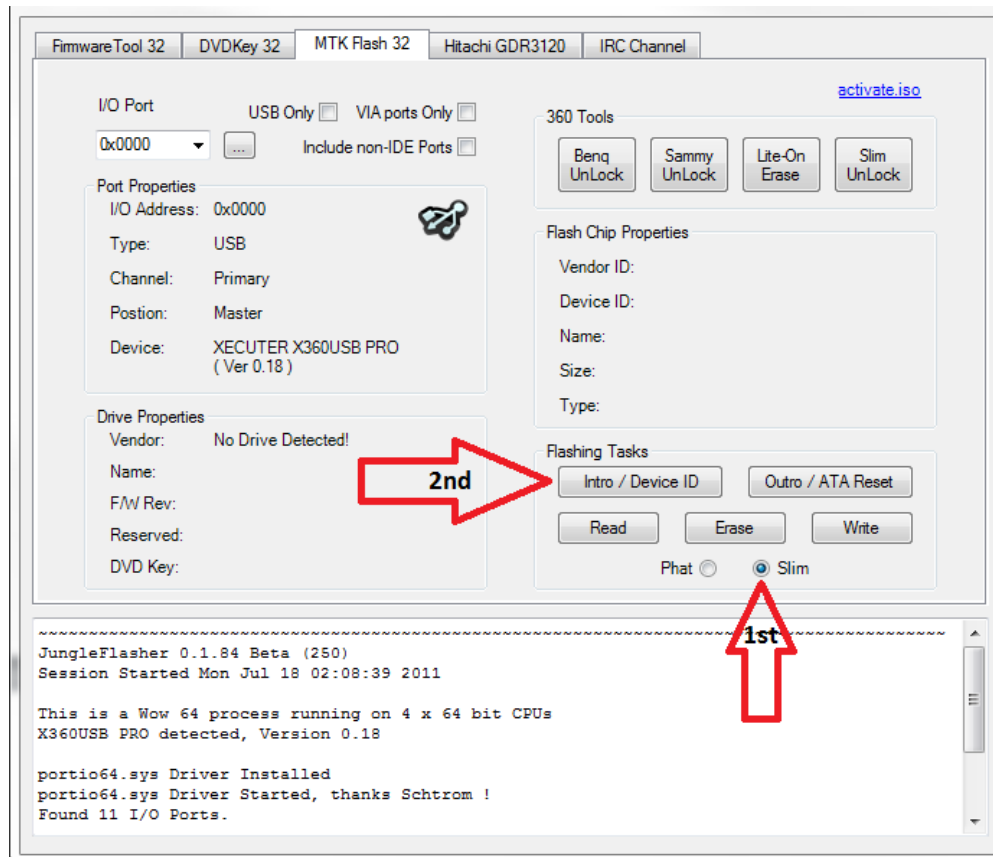 FirmwareTool 32 DVDKey 32 MTK Flash 32 Hitachi GDR3120 IRC Channel
activate.iso
I/O Port
USB Only VIA ports Only
0x0000 ...
Include non-IDE Ports
Port Properties
I/O Address: 0x0000
Type: USB
Channel: Primary
Postion: Master
Device: XECUTER X360USB PRO
( Ver 0.18 )
Drive Properties
Vendor: No Drive Detected!
Name:
F/W Rev:
Reserved:
DVD Key:
360 Tools
Benq UnLock
Sammy UnLock
Lite-On Erase
Slim UnLock
Flash Chip Properties
Vendor ID:
Device ID:
Name:
Size:
Type:
Flashing Tasks
2nd
Intro / Device ID Outro / ATA Reset
Read Erase Write
Phat Slim
1st
~~~~~~~~~~~~~~~~~~~~~~~~~~~~~~~~~~~~~~~~~~~~~~~~~~~~~~~~~~~~~~~~~~~~~~~~~~~~~~~~~~~~~~~~~~~~
JungleFlasher 0.1.84 Beta (250)
Session Started Mon Jul 18 02:08:39 2011
This is a Wow 64 process running on 4 x 64 bit CPUs
X360USB PRO detected, Version 0.18
portio64.sys Driver Installed
portio64.sys Driver Started, thanks Schtrom !
Found 11 I/O Ports.